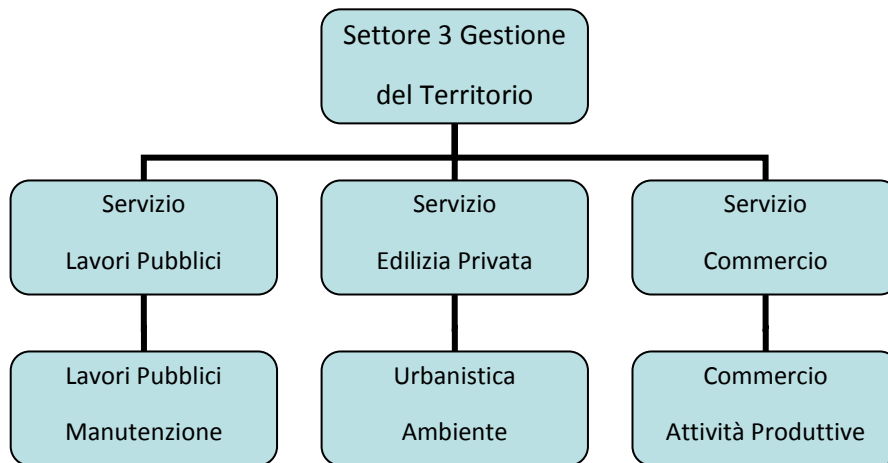 Settore 3 Gestione
del Territorio
Servizio
Lavori Pubblici
Servizio
Edilizia Privata
Servizio
Commercio
Lavori Pubblici
Manutenzione
Urbanistica
Ambiente
Commercio
Attività Produttive